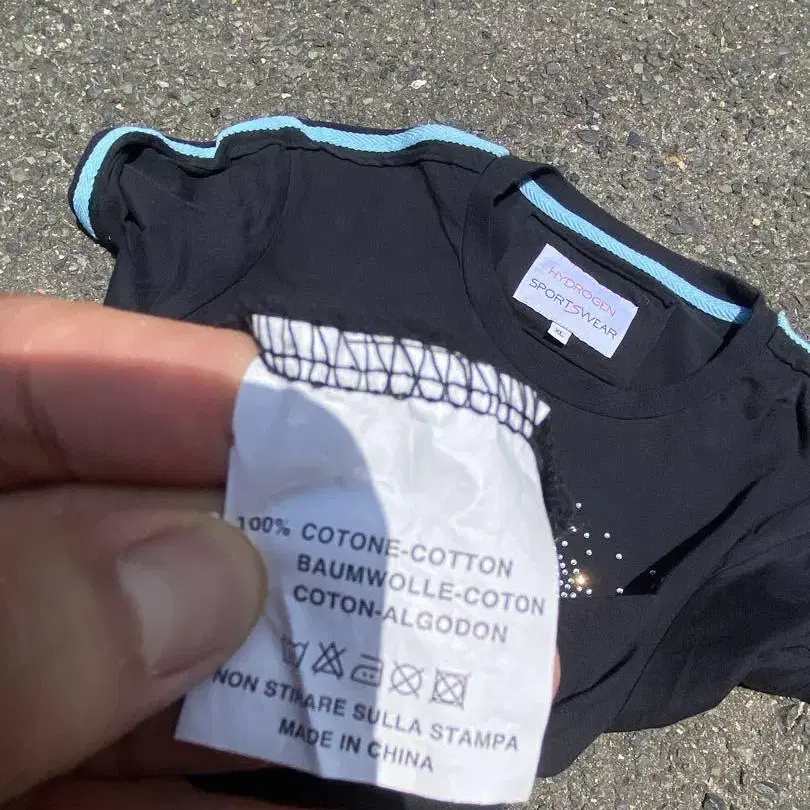 HYDROGEN
SPORTSWEAR
XL
100% COTONE-COTTON
BAUMWOLLE-COTON
COTON-ALGODON
NON STIRARE SULLA STAMPA
MADE IN CHINA